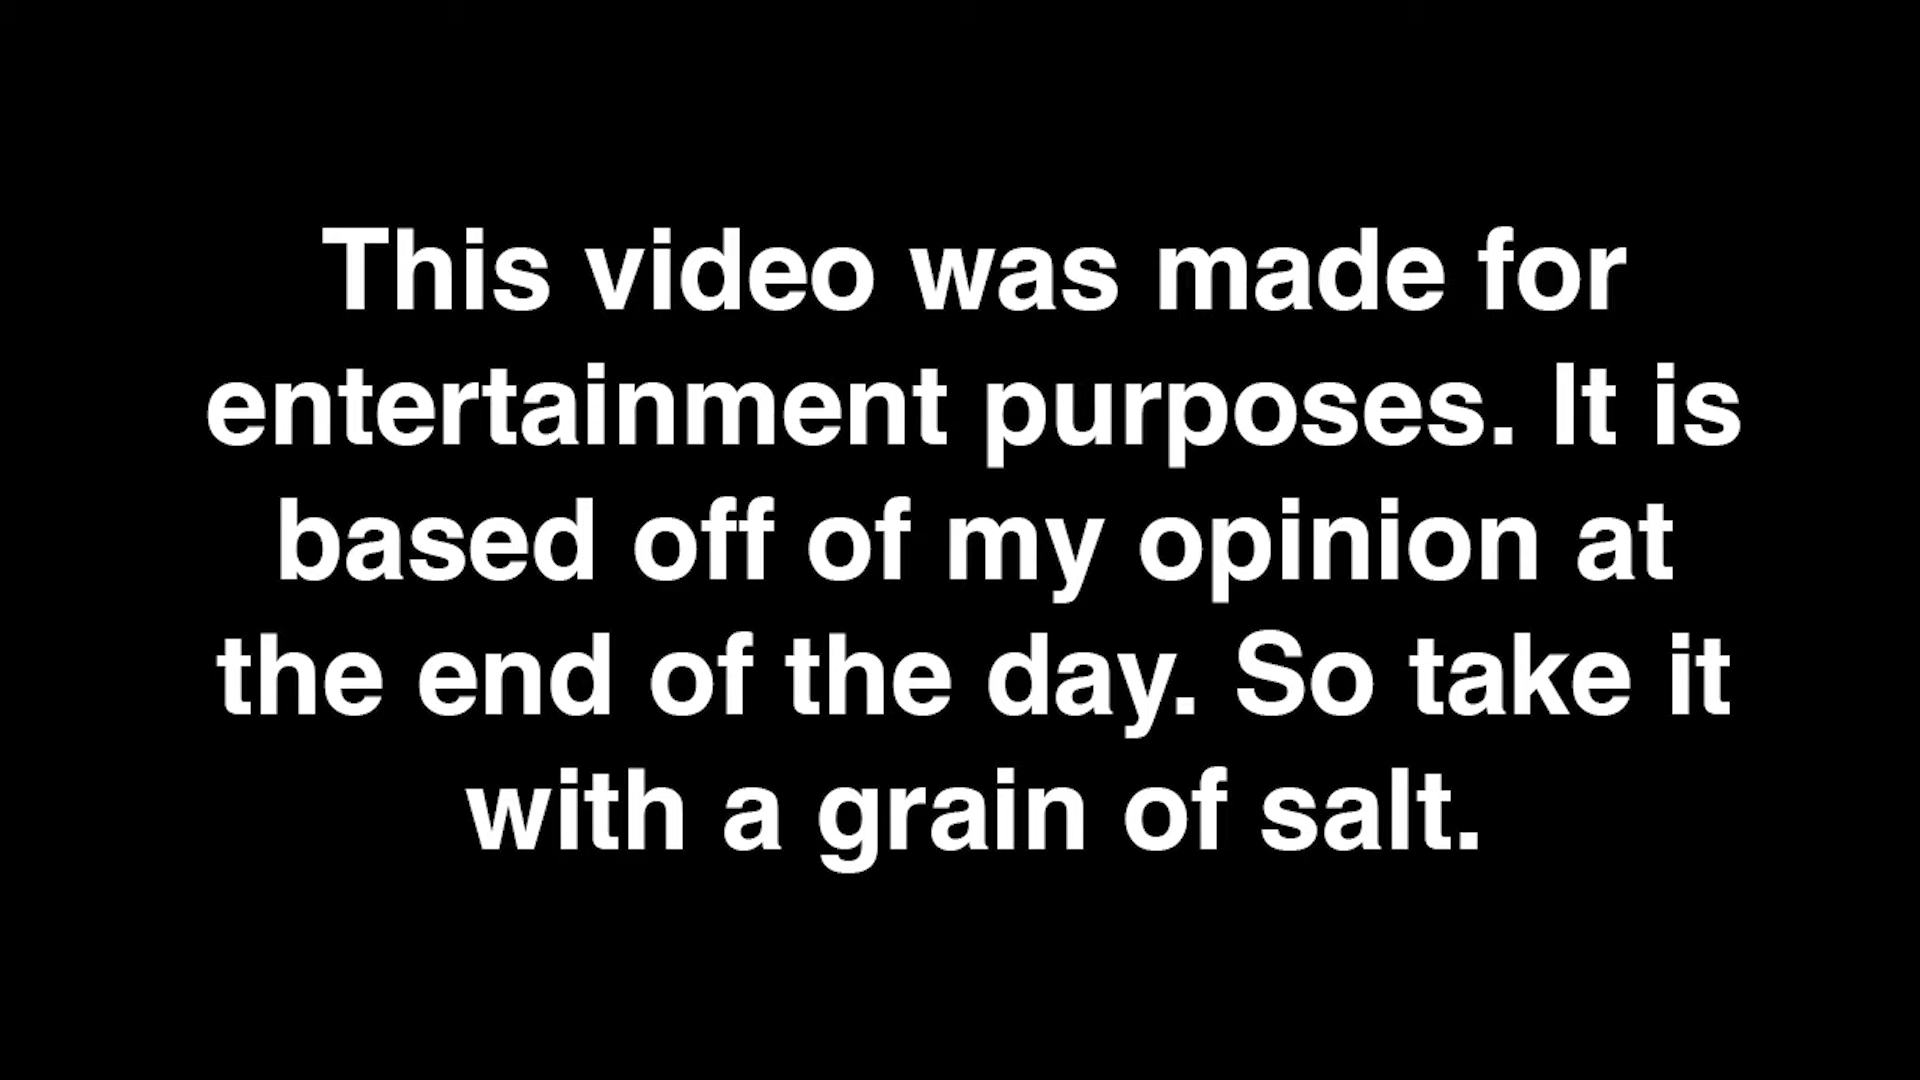 This video was made for
entertainment purposes. It is
based off of my opinion at
the end of the day. So take it
with a grain of salt.